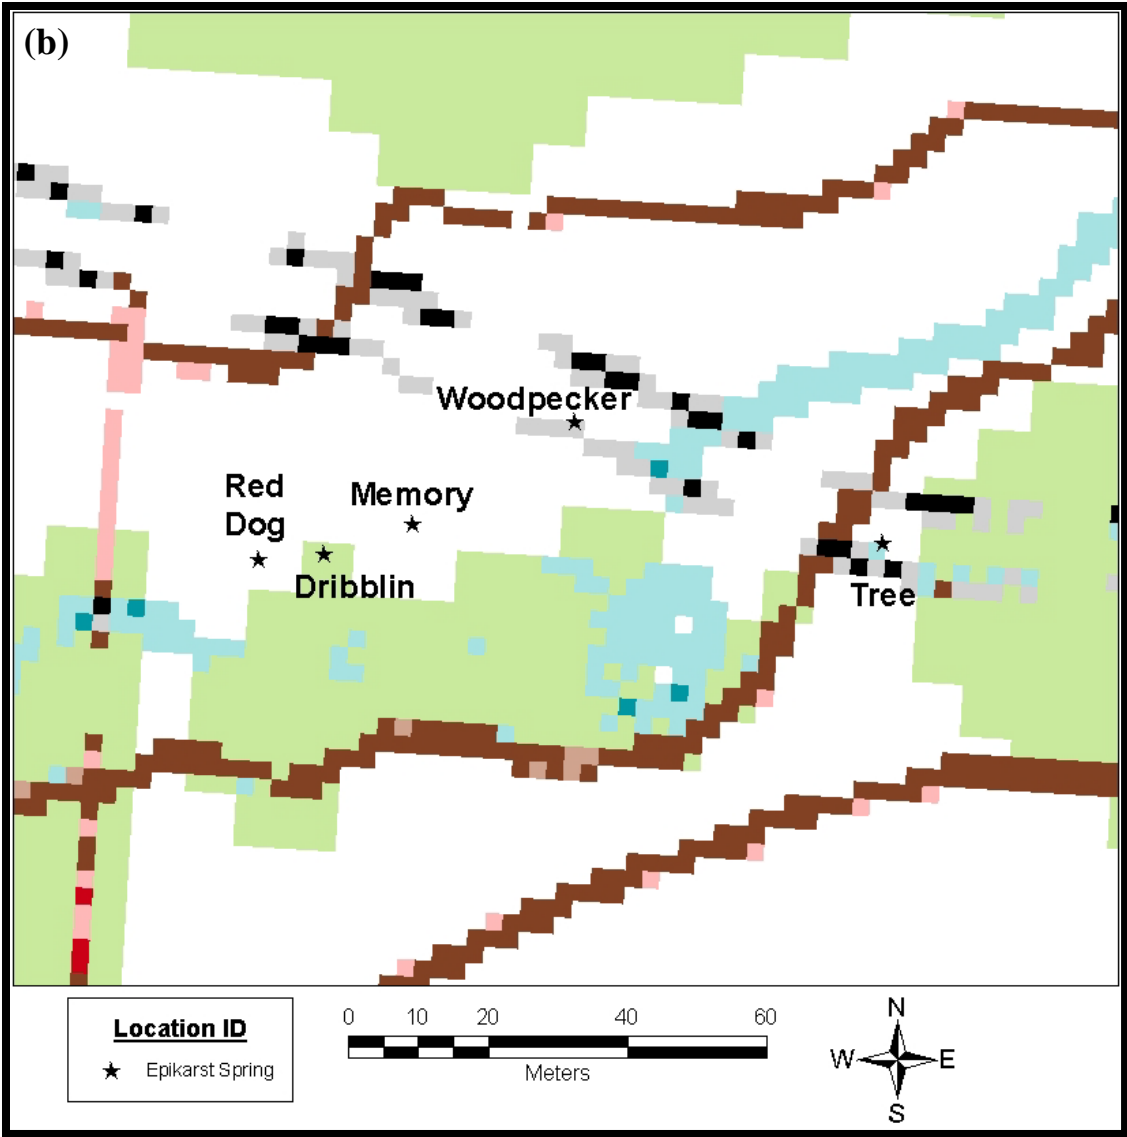 (b)
Woodpecker
Red
Dog
Memory
Dribblin
Tree
Location ID
Epikarst Spring
0 10 20 40 60
Meters
N
W E
S